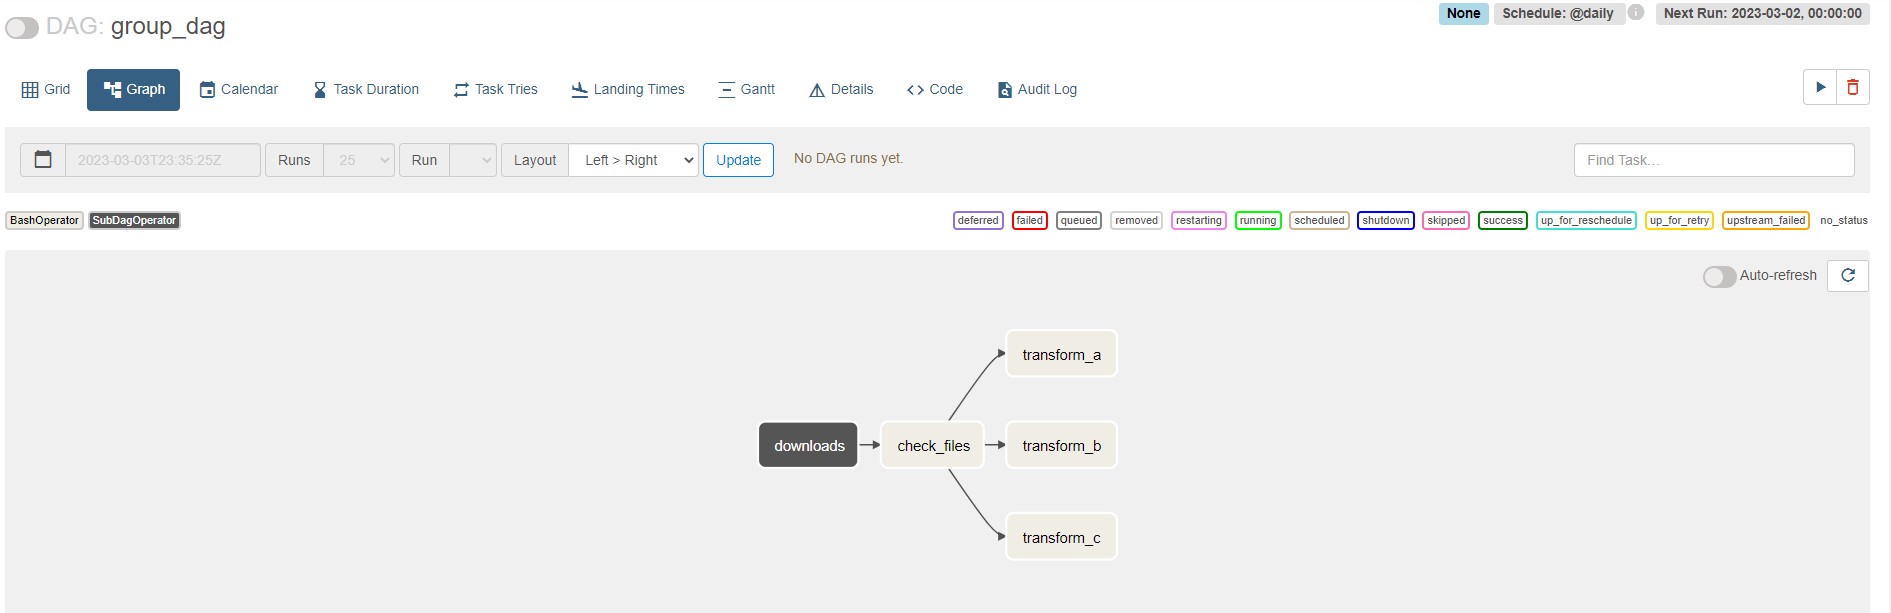 DAG: group_dag
None Schedule: @daily Next Run: 2023-03-02, 00:00:00
Grid Graph Calendar Task Duration Task Tries Landing Times Gantt Details Code Audit Log
2023-03-03T23:35:25Z Runs 25 Run Layout Left > Right Update No DAG runs yet. Find Task...
BashOperator SubDagOperator deferred failed queued removed restarting running scheduled shutdown skipped success up_for_reschedule up_for_retry upstream_failed no_status
Auto-refresh
transform_a
downloads check_files transform_b
transform_c